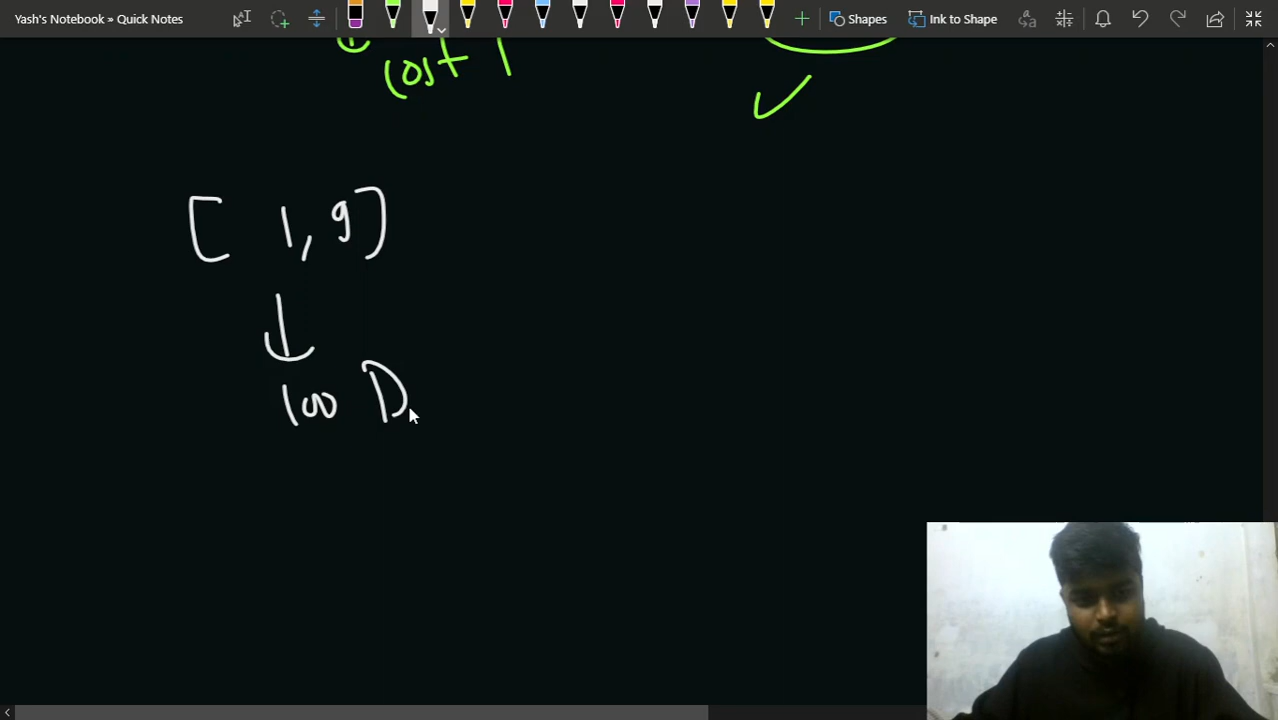 Yash's Notebook » Quick Notes
Shapes
Ink to Shape
cost 1
[ 1, 9]
100 D